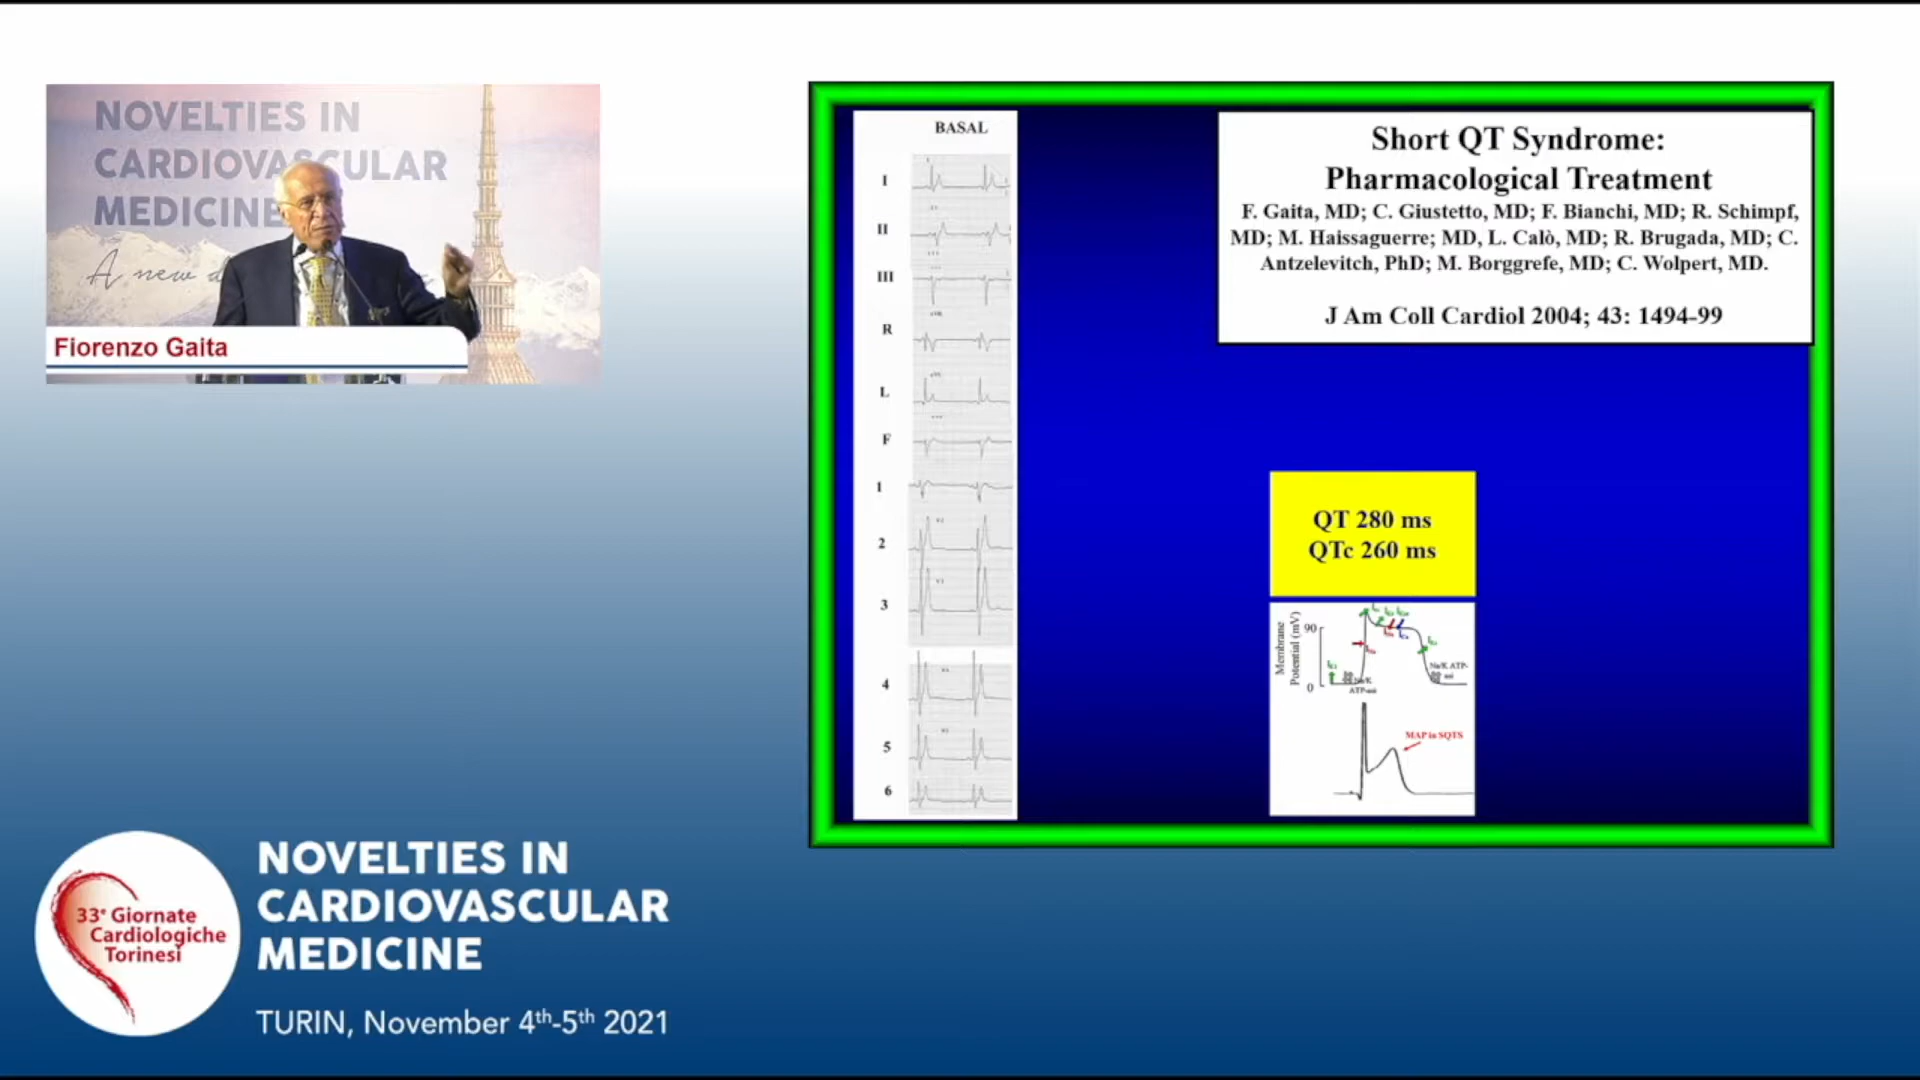 NOVELTIES IN
CARDIOVASCULAR
MEDICINE
A new
Fiorenzo Gaita
BASAL
I
II
III
R
L
F
1
2
3
4
5
6
Short QT Syndrome:
Pharmacological Treatment
F. Gaita, MD; C. Giustetto, MD; F. Bianchi, MD; R. Schimpf,
MD; M. Haissaguerre; MD, L. Calò, MD; R. Brugada, MD; C.
Antzelevitch, PhD; M. Borggrefe, MD; C. Wolpert, MD.
J Am Coll Cardiol 2004; 43: 1494-99
QT 280 ms
QTc 260 ms
Membrane
Potential (mV)
90
0
Na/K
Na/K ATP-
MAP in SQTS
33e Giornate
Cardiologiche
Torinesi
NOVELTIES IN
CARDIOVASCULAR
MEDICINE
TURIN, November 4th-5th 2021